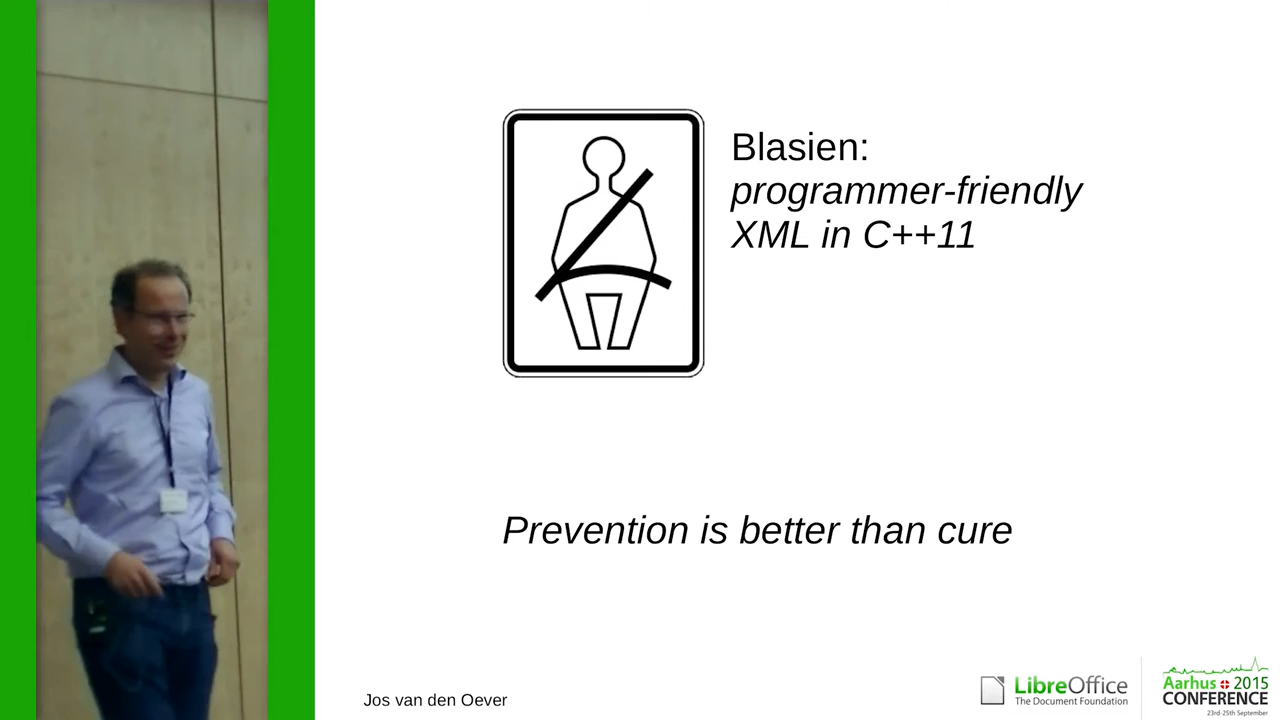 Blasien:
programmer-friendly
XML in C++11
Prevention is better than cure
Jos van den Oever
LibreOffice
The Document Foundation
Aarhus 2015
CONFERENCE
23rd-25th September